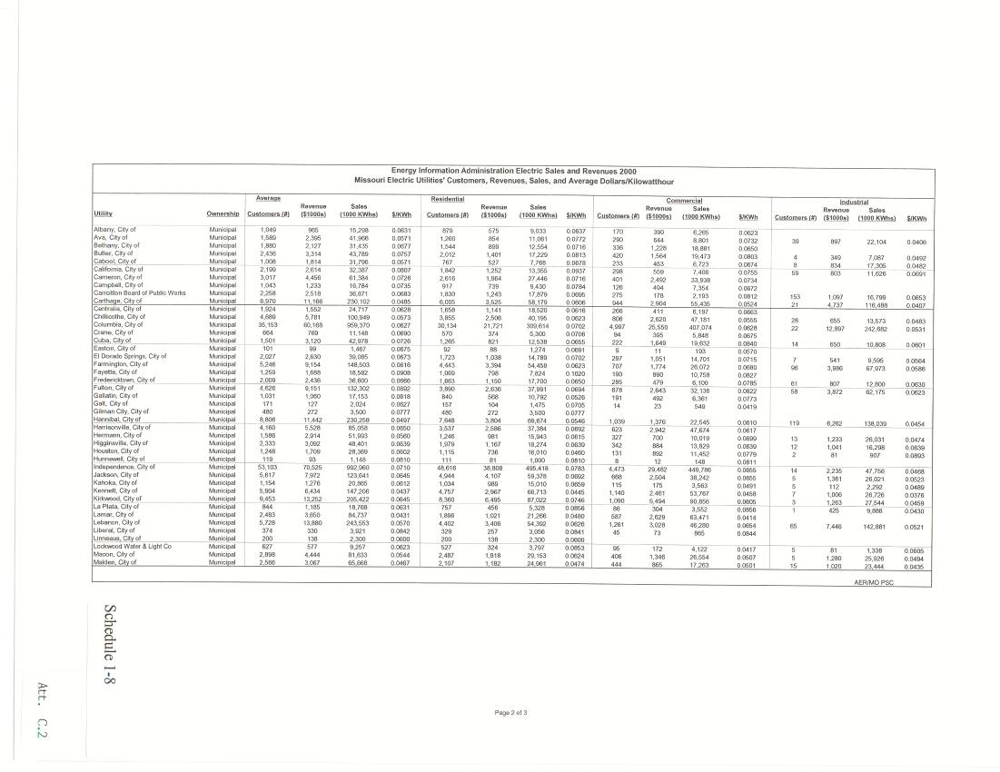 Energy Information Administration Electric Sales and Revenues 2000
Missouri Electric Utilities' Customers, Revenues, Sales, and Average Dollars/Kilowatthour
Average Residential Commercial Industrial
Revenue Sales Revenue Sales Revenue Sales Revenue Sales
Utility Ownership Customers (#) ($1000s) (1000 KWhs) $/KWh Customers (#) ($1000s) (1000 KWhs) $/KWh Customers (#) ($1000s) (1000 KWhs) $/KWh Customers (#) ($1000s) (1000 KWhs) $/KWh
Albany, City of Municipal 1,049 965 15,298 0.0631 879 575 9,033 0.0637 170 390 6,265 0.0623
Ava, City of Municipal 1,589 2,395 41,966 0.0571 1,260 854 11,061 0.0772 290 644 8,801 0.0732 39 897 22,104 0.0406
Bethany, City of Municipal 1,880 2,127 31,435 0.0677 1,544 899 12,554 0.0716 336 1,228 18,881 0.0650
Butler, City of Municipal 2,436 3,314 43,789 0.0757 2,012 1,401 17,229 0.0813 420 1,564 19,473 0.0803 4 349 7,087 0.0492
Cabool, City of Municipal 1,008 1,814 31,796 0.0571 767 527 7,768 0.0678 233 453 6,723 0.0674 8 834 17,305 0.0482
California, City of Municipal 2,199 2,614 32,387 0.0807 1,842 1,252 13,355 0.0937 298 559 7,406 0.0755 59 803 11,626 0.0691
Cameron, City of Municipal 3,017 4,456 61,384 0.0726 2,616 1,964 27,446 0.0716 401 2,492 33,938 0.0734
Campbell, City of Municipal 1,043 1,233 16,784 0.0735 917 739 9,430 0.0784 126 494 7,354 0.0672
Carrolllton Board of Public Works Municipal 2,258 2,518 36,871 0.0683 1,830 1,243 17,879 0.0695 275 178 2,193 0.0812 153 1,097 16,799 0.0653
Carthage, City of Municipal 6,970 11,166 230,102 0.0485 6,005 3,525 58,179 0.0606 944 2,904 55,435 0.0524 21 4,737 116,488 0.0407
Centralia, City of Municipal 1,924 1,552 24,717 0.0628 1,658 1,141 18,520 0.0616 266 411 6,197 0.0663
Chillicothe, City of Municipal 4,689 5,781 100,949 0.0573 3,855 2,506 40,195 0.0623 806 2,620 47,181 0.0555 28 655 13,573 0.0483
Columbia, City of Municipal 35,153 60,168 959,370 0.0627 30,134 21,721 309,614 0.0702 4,997 25,550 407,074 0.0628 22 12,897 242,682 0.0531
Crane, City of Municipal 664 769 11,148 0.0690 570 374 5,300 0.0706 94 395 5,848 0.0675
Cuba, City of Municipal 1,501 3,120 42,978 0.0726 1,265 821 12,538 0.0655 222 1,649 19,632 0.0840 14 650 10,808 0.0601
Easton, City of Municipal 101 99 1,467 0.0675 92 88 1,274 0.0691 9 11 193 0.0570
El Dorado Springs, City of Municipal 2,027 2,630 39,085 0.0673 1,723 1,038 14,789 0.0702 297 1,051 14,701 0.0715 7 541 9,595 0.0564
Farmington, City of Municipal 5,246 9,154 148,503 0.0616 4,443 3,394 54,458 0.0623 707 1,774 26,072 0.0680 96 3,986 67,973 0.0586
Fayette, City of Municipal 1,259 1,688 18,582 0.0908 1,069 798 7,824 0.1020 190 890 10,758 0.0827
Fredericktown, City of Municipal 2,009 2,436 36,600 0.0666 1,663 1,150 17,700 0.0650 285 479 6,100 0.0785 61 807 12,800 0.0630
Fulton, City of Municipal 4,626 9,151 132,302 0.0692 3,890 2,636 37,991 0.0694 678 2,643 32,136 0.0822 58 3,872 62,175 0.0623
Gallatin, City of Municipal 1,031 1,060 17,153 0.0618 840 568 10,792 0.0526 191 492 6,361 0.0773
Galt, City of Municipal 171 127 2,024 0.0627 157 104 1,475 0.0705 14 23 549 0.0419
Gilman City, City of Municipal 480 272 3,500 0.0777 480 272 3,500 0.0777
Hannibal, City of Municipal 8,806 11,442 230,258 0.0497 7,648 3,804 69,674 0.0546 1,039 1,376 22,545 0.0610 119 6,262 138,039 0.0454
Harrisonville, City of Municipal 4,160 5,528 85,058 0.0650 3,537 2,586 37,384 0.0692 623 2,942 47,674 0.0617
Hermann, City of Municipal 1,586 2,914 51,993 0.0560 1,246 981 15,943 0.0615 327 700 10,019 0.0699 13 1,233 26,031 0.0474
Higginsville, City of Municipal 2,333 3,092 48,401 0.0639 1,979 1,167 18,274 0.0639 342 884 13,829 0.0639 12 1,041 16,298 0.0639
Houston, City of Municipal 1,248 1,709 28,369 0.0602 1,115 736 16,010 0.0460 131 892 11,452 0.0779 2 81 907 0.0893
Hunnewell, City of Municipal 119 93 1,148 0.0810 111 81 1,000 0.0810 8 12 148 0.0811
Independence, City of Municipal 53,103 70,525 992,960 0.0710 48,616 38,808 495,418 0.0783 4,473 29,482 449,786 0.0655 14 2,235 47,756 0.0468
Jackson, City of Municipal 5,617 7,972 123,641 0.0645 4,944 4,107 59,378 0.0692 668 2,504 38,242 0.0655 5 1,361 26,021 0.0523
Kahoka, City of Municipal 1,154 1,276 20,865 0.0612 1,034 989 15,010 0.0659 115 175 3,563 0.0491 5 112 2,292 0.0489
Kennett, City of Municipal 5,904 6,434 147,206 0.0437 4,757 2,967 66,713 0.0445 1,140 2,461 53,767 0.0458 7 1,006 26,726 0.0376
Kirkwood, City of Municipal 9,453 13,252 205,422 0.0645 8,360 6,495 87,022 0.0746 1,090 5,494 90,856 0.0605 3 1,263 27,544 0.0459
La Plata, City of Municipal 844 1,185 18,768 0.0631 757 456 5,328 0.0856 86 304 3,552 0.0856 1 425 9,888 0.0430
Lamar, City of Municipal 2,483 3,650 84,737 0.0431 1,896 1,021 21,266 0.0480 587 2,629 63,471 0.0414
Lebanon, City of Municipal 5,728 13,880 243,553 0.0570 4,402 3,406 54,392 0.0626 1,261 3,028 46,280 0.0654 65 7,446 142,881 0.0521
Liberal, City of Municipal 374 330 3,921 0.0842 329 257 3,056 0.0841 45 73 865 0.0844
Linneaus, City of Municipal 200 138 2,300 0.0600 200 138 2,300 0.0600
Lockwood Water & Light Co Municipal 627 577 9,257 0.0623 527 324 3,797 0.0853 95 172 4,122 0.0417 5 81 1,338 0.0605
Macon, City of Municipal 2,898 4,444 81,633 0.0544 2,487 1,818 29,153 0.0624 406 1,346 26,554 0.0507 5 1,280 25,926 0.0494
Malden, City of Municipal 2,566 3,067 65,668 0.0467 2,107 1,182 24,961 0.0474 444 865 17,263 0.0501 15 1,020 23,444 0.0435
AER/MO PSC
Schedule 1-8
Att. C.2
Page 2 of 3